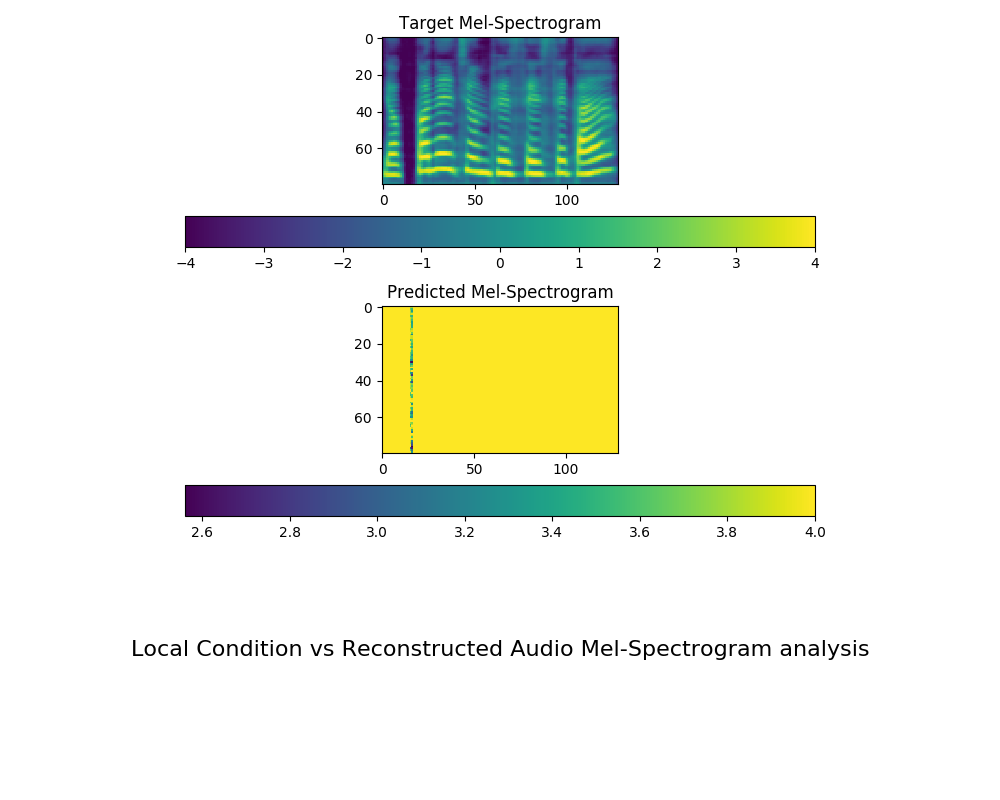 Target Mel-Spectrogram
0
20
40
60
0 50 100
−4 −3 −2 −1 0 1 2 3 4
Predicted Mel-Spectrogram
0
20
40
60
0 50 100
2.6 2.8 3.0 3.2 3.4 3.6 3.8 4.0
Local Condition vs Reconstructed Audio Mel-Spectrogram analysis